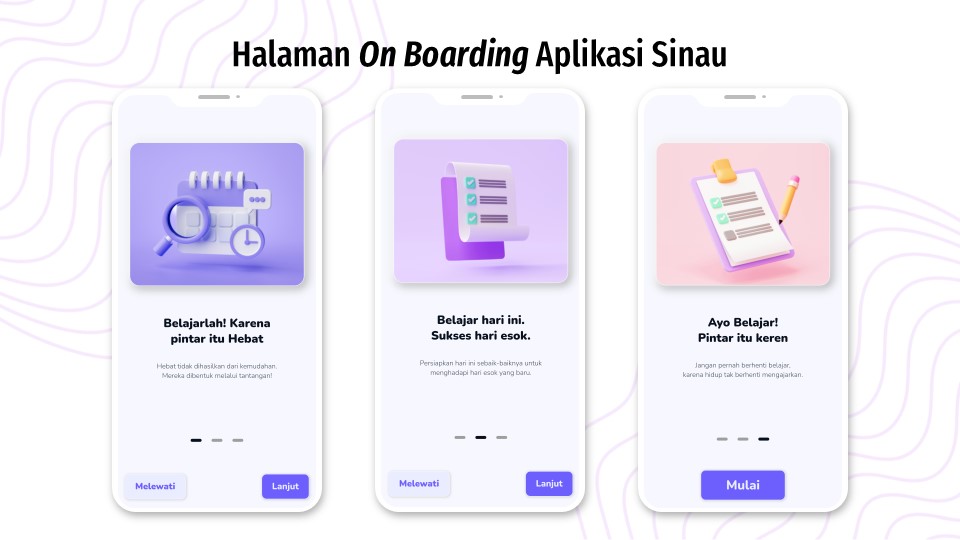 Halaman On Boarding Aplikasi Sinau
Belajarlah! Karena
pintar itu Hebat
Hebat tidak dihasilkan dari kemudahan.
Mereka dibentuk melalui tantangan!
Melewati
Lanjut
Belajar hari ini.
Sukses hari esok.
Persiapkan hari ini sebaik-baiknya untuk
menghadapi hari esok yang baru.
Melewati
Lanjut
Ayo Belajar!
Pintar itu keren
Jangan pernah berhenti belajar,
karena hidup tak berhenti mengajarkan.
Mulai